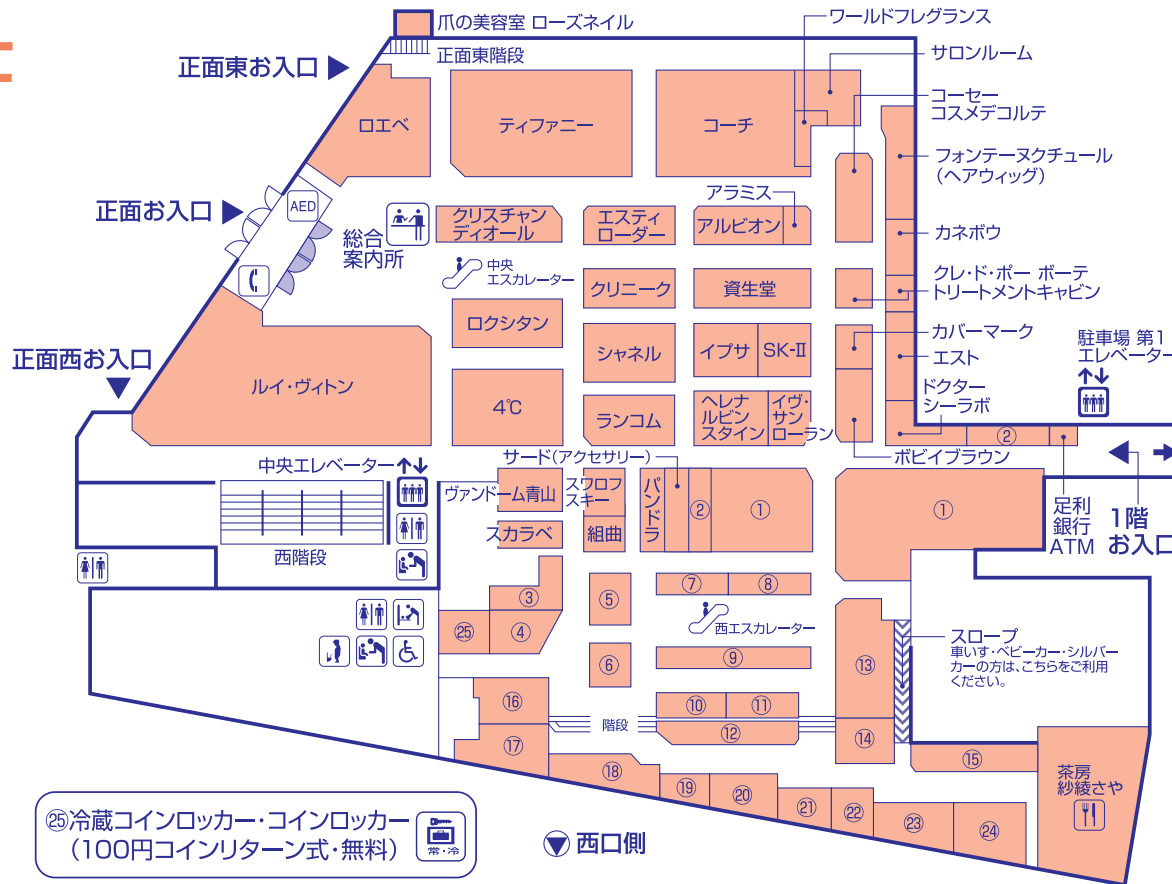 爪の美容室 ローズネイル
正面東階段
正面東お入口
ロエベ
ティファニー
コーチ
ワールドフレグランス
サロンルーム
コーセー
コスメデコルテ
フォンテーヌクチュール
(ヘアウィッグ)
正面お入口
AED
総合
案内所
クリスチャン
ディオール
エスティ
ローダー
アラミス
アルビオン
カネボウ
中央
エスカレーター
クリニーク
資生堂
クレ・ド・ポー ボーテ
トリートメントキャビン
ロクシタン
シャネル
イプサ
SK-II
カバーマーク
エスト
駐車場 第1
エレベーター
正面西お入口
ルイ・ヴィトン
4℃
ランコム
ヘレナ
ルビン
スタイン
イヴ・
サン
ローラン
ドクター
シーラボ
ボビイブラウン
②
中央エレベーター
サード(アクセサリー)
ヴァンドーム青山
スワロフ
スキー
パンドラ
②
①
①
足利
銀行
ATM
1階
お入口
スカラベ
組曲
西階段
③
④
㉕
⑤
⑥
⑦
⑧
西エスカレーター
⑨
⑩
⑪
⑫
⑬
⑭
スロープ
車いす・ベビーカー・シルバー
カーの方は、こちらをご利用
ください。
⑮
⑯
階段
⑰
⑱
⑲
⑳
㉑
㉒
㉓
㉔
茶房
紗綾さや
㉕冷蔵コインロッカー・コインロッカー
(100円コインリターン式・無料)
常・冷
西口側